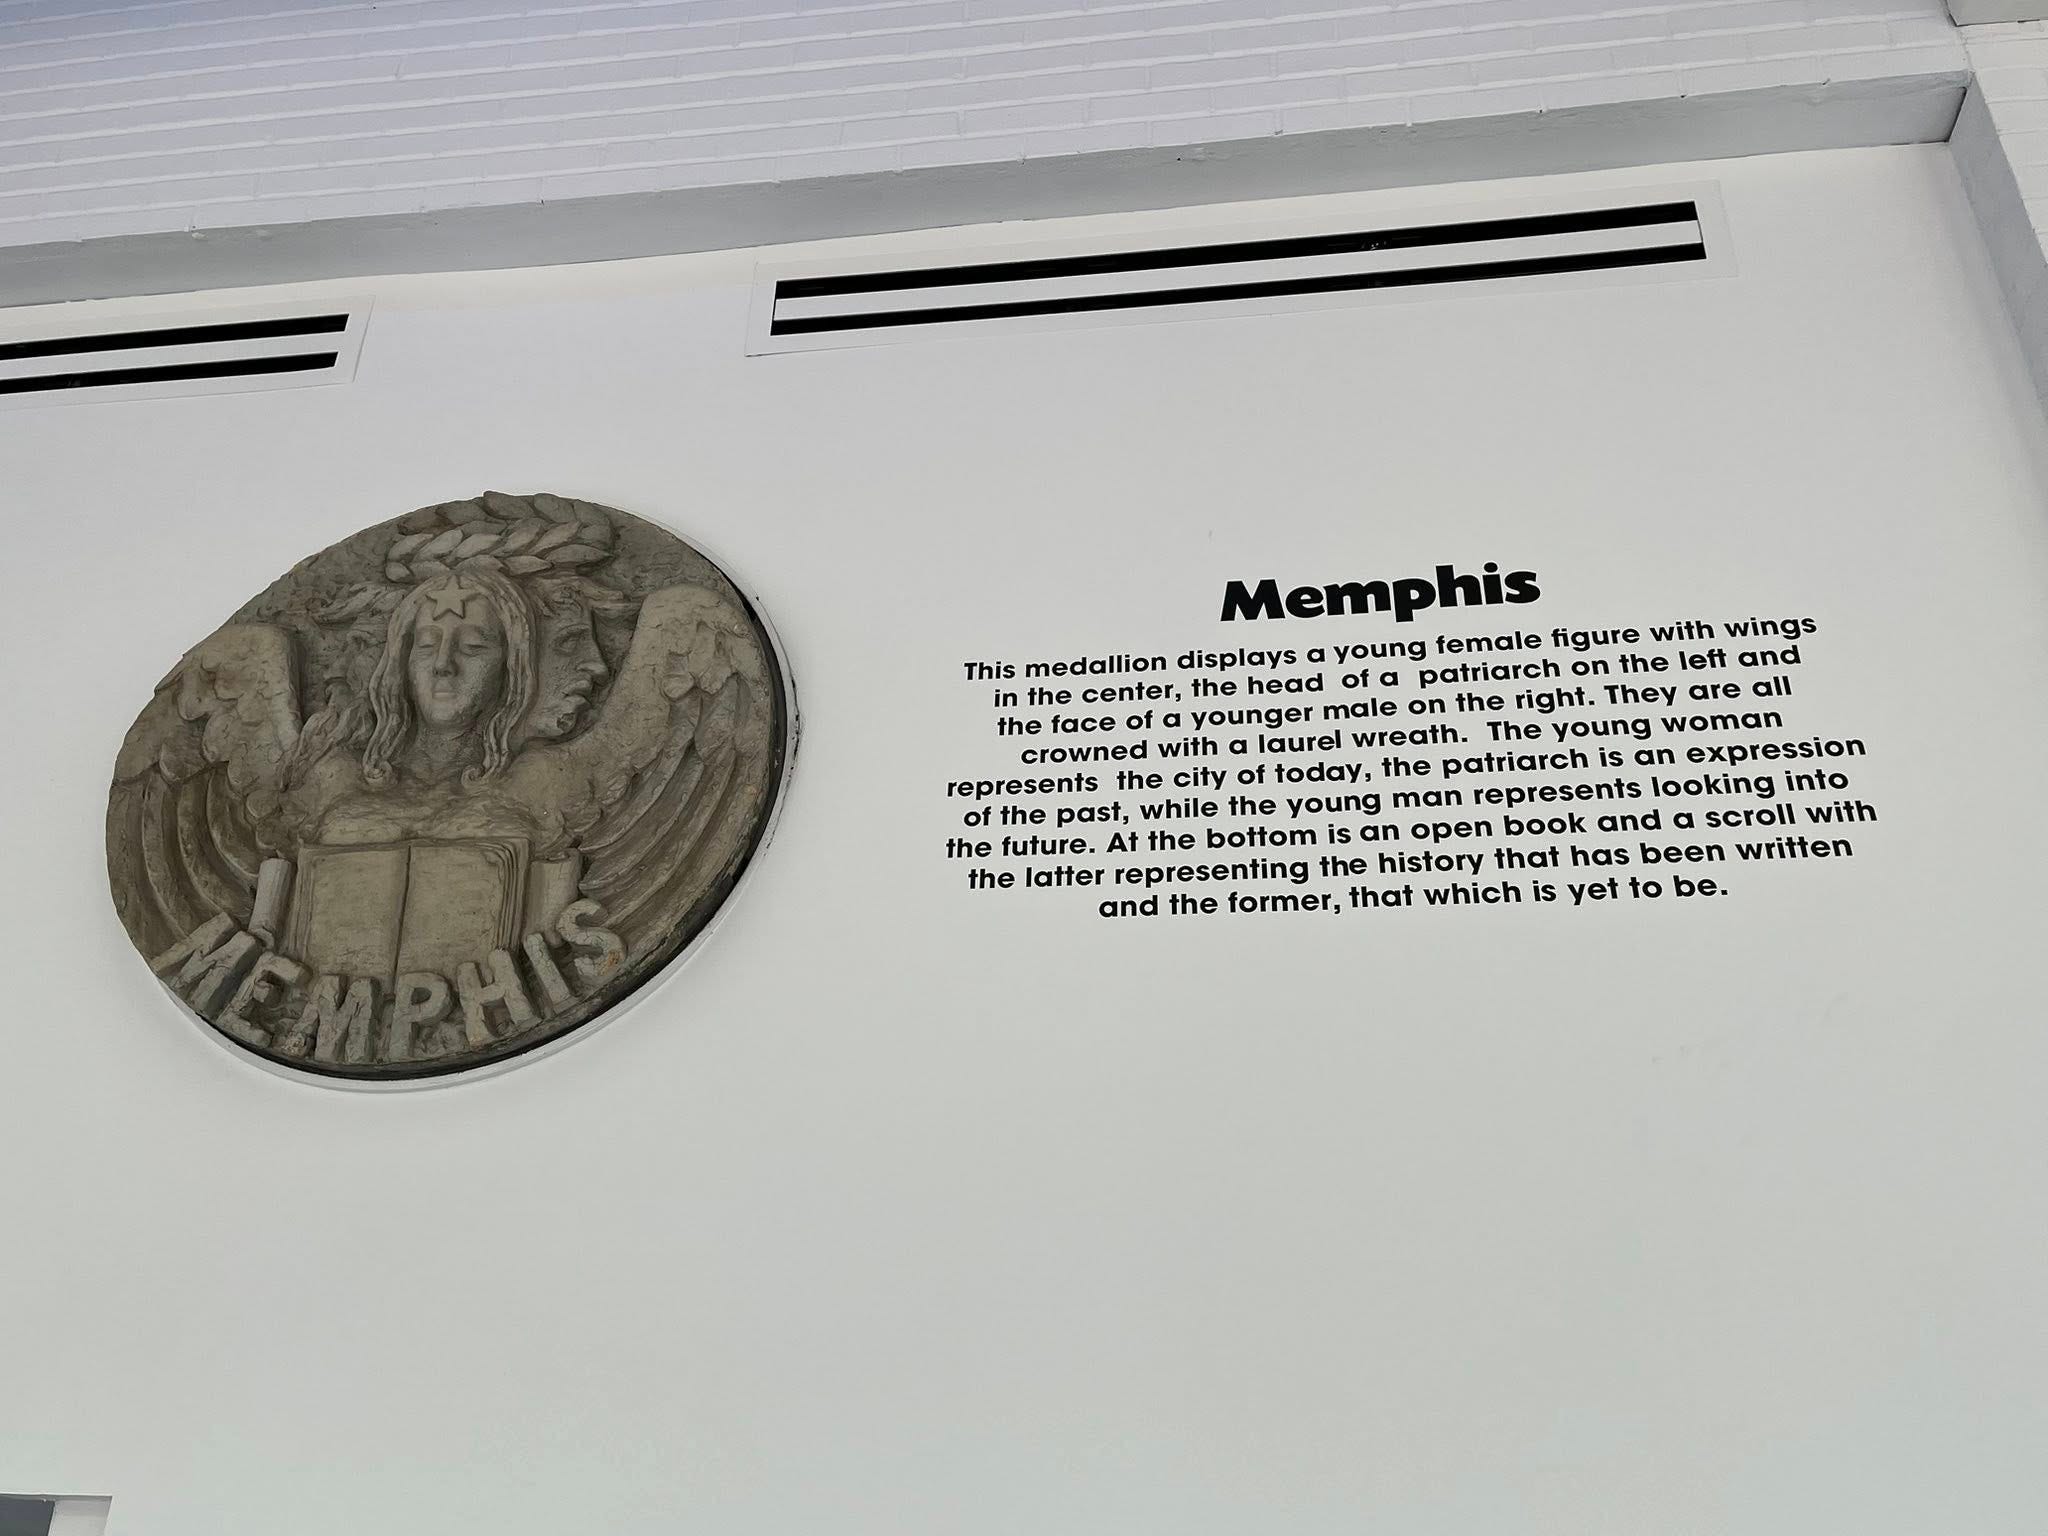 MEMPHIS
Memphis
This medallion displays a young female figure with wings
in the center, the head of a patriarch on the left and
the face of a younger male on the right. They are all
crowned with a laurel wreath. The young woman
represents the city of today, the patriarch is an expression
of the past, while the young man represents looking into
the future. At the bottom is an open book and a scroll with
the latter representing the history that has been written
and the former, that which is yet to be.